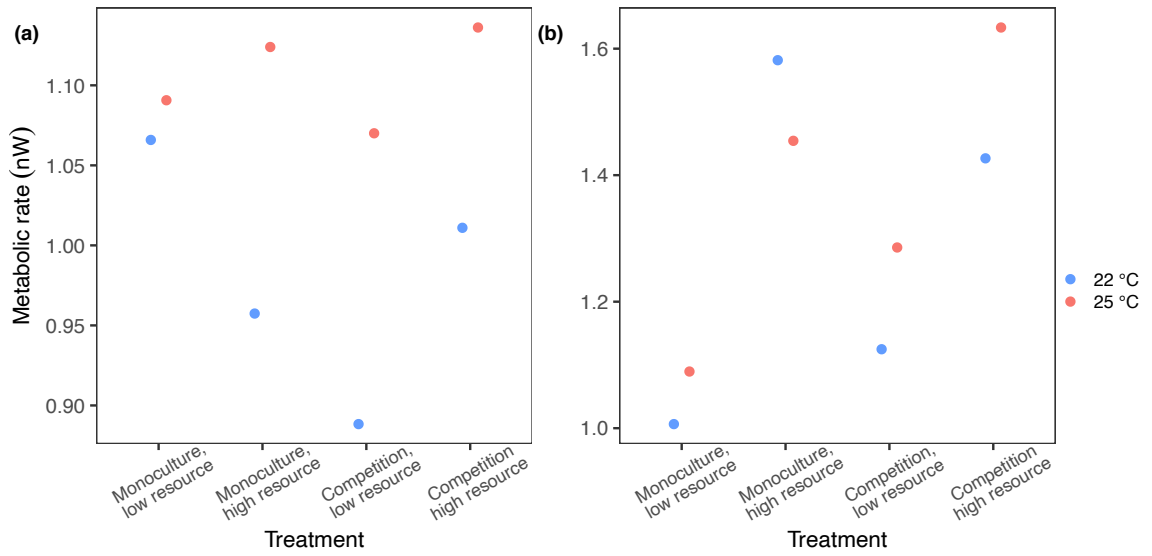 (a)
Metabolic rate (nW)
1.10
1.05
1.00
0.95
0.90
Monoculture,
low resource
Monoculture,
high resource
Competition,
low resource
Competition
high resource
Treatment
(b)
1.6
1.4
1.2
1.0
Monoculture,
low resource
Monoculture,
high resource
Competition,
low resource
Competition
high resource
Treatment
22 °C
25 °C